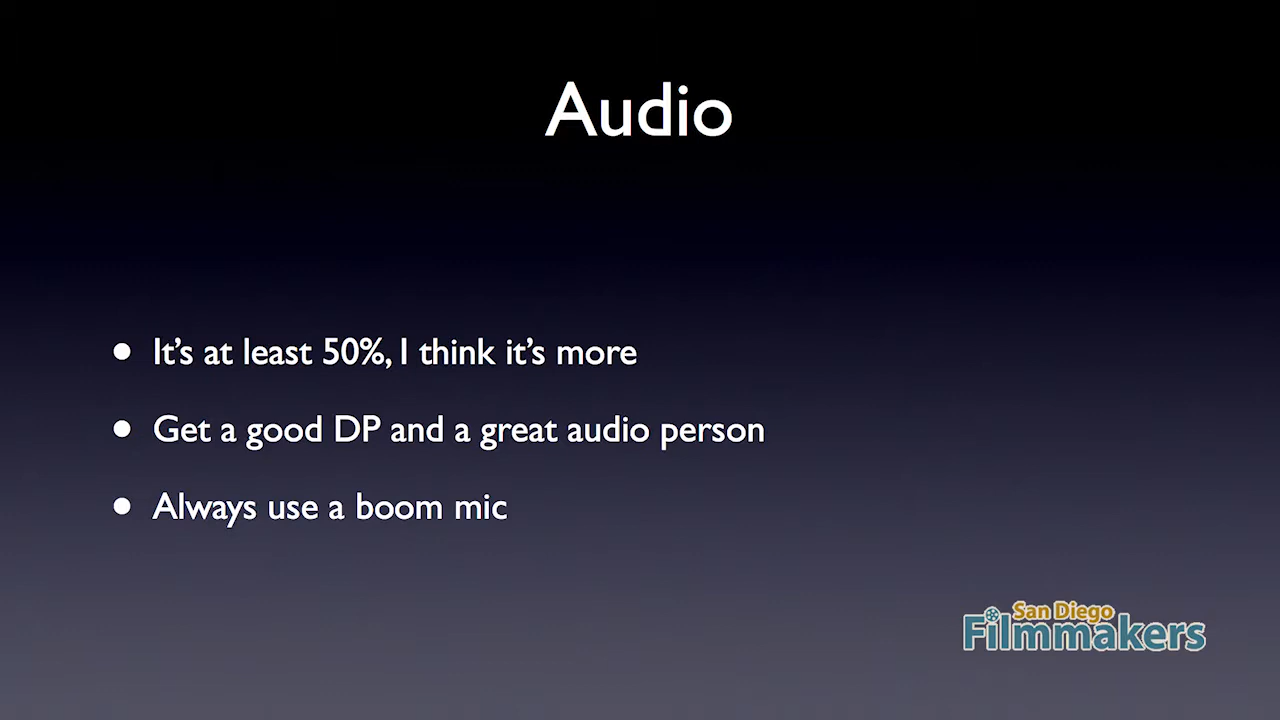 Audio
• It's at least 50%, I think it's more
• Get a good DP and a great audio person
• Always use a boom mic
San Diego
Filmmakers